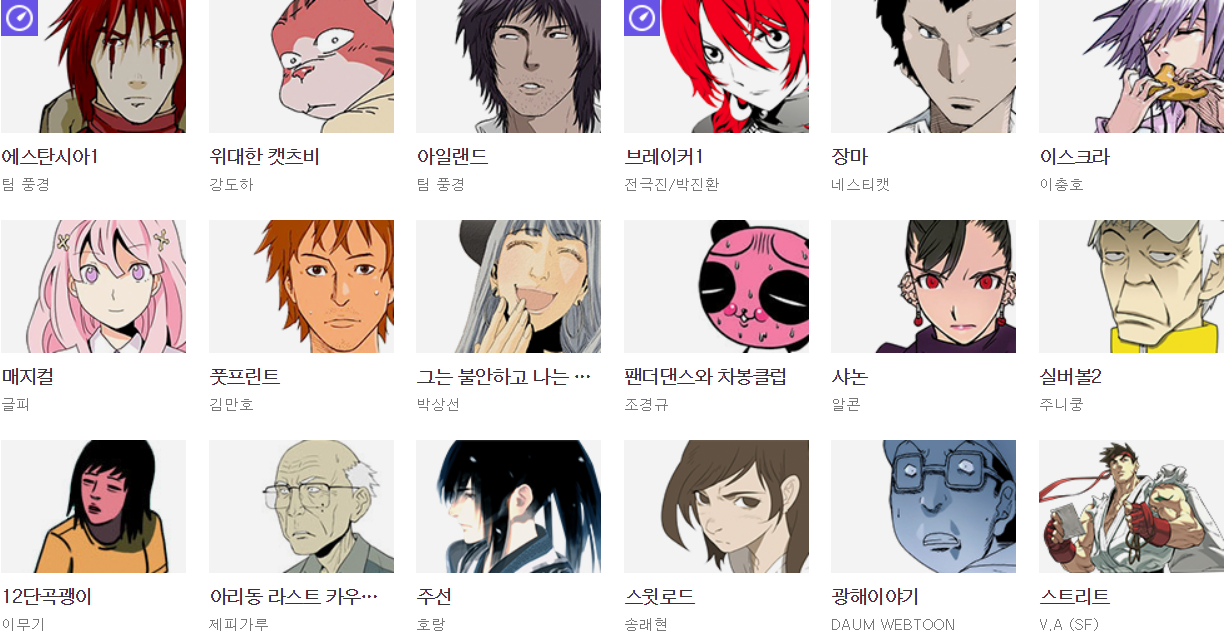 에스탄시아1
팀 풍경
위대한 캣츠비
강도하
아일랜드
팀 풍경
브레이커1
전극진/박진환
장마
네스티캣
이스크라
이충호
매지컬
글피
풋프린트
김만호
그는 불안하고 나는 …
박상선
팬더댄스와 차봉클럽
조경규
샤논
알콘
실버볼2
주니쿵
12단곡괭이
이무기
아리동 라스트 카우…
제피가루
주선
호랑
스윗로드
송래현
광해이야기
DAUM WEBTOON
스트리트
V.A (SF)